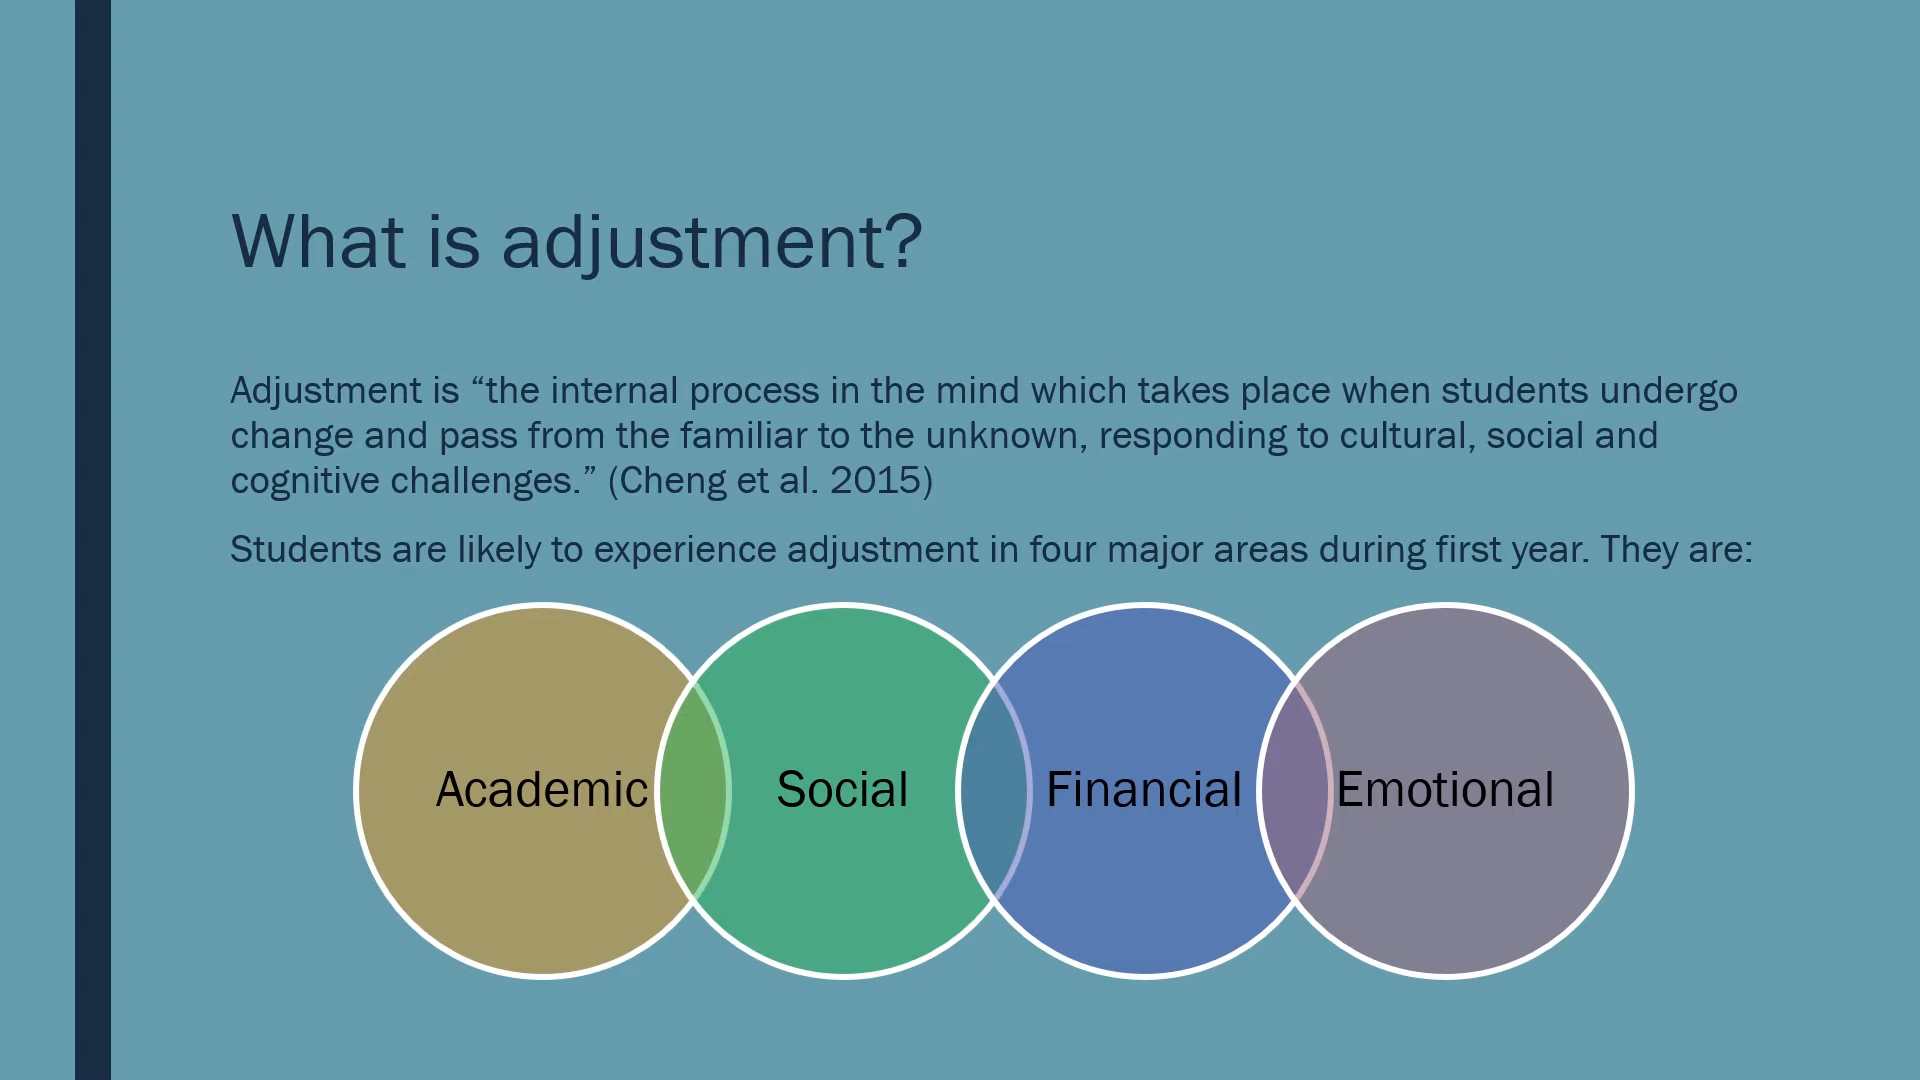 What is adjustment?
Adjustment is “the internal process in the mind which takes place when students undergo
change and pass from the familiar to the unknown, responding to cultural, social and
cognitive challenges.” (Cheng et al. 2015)
Students are likely to experience adjustment in four major areas during first year. They are:
Academic Social Financial Emotional